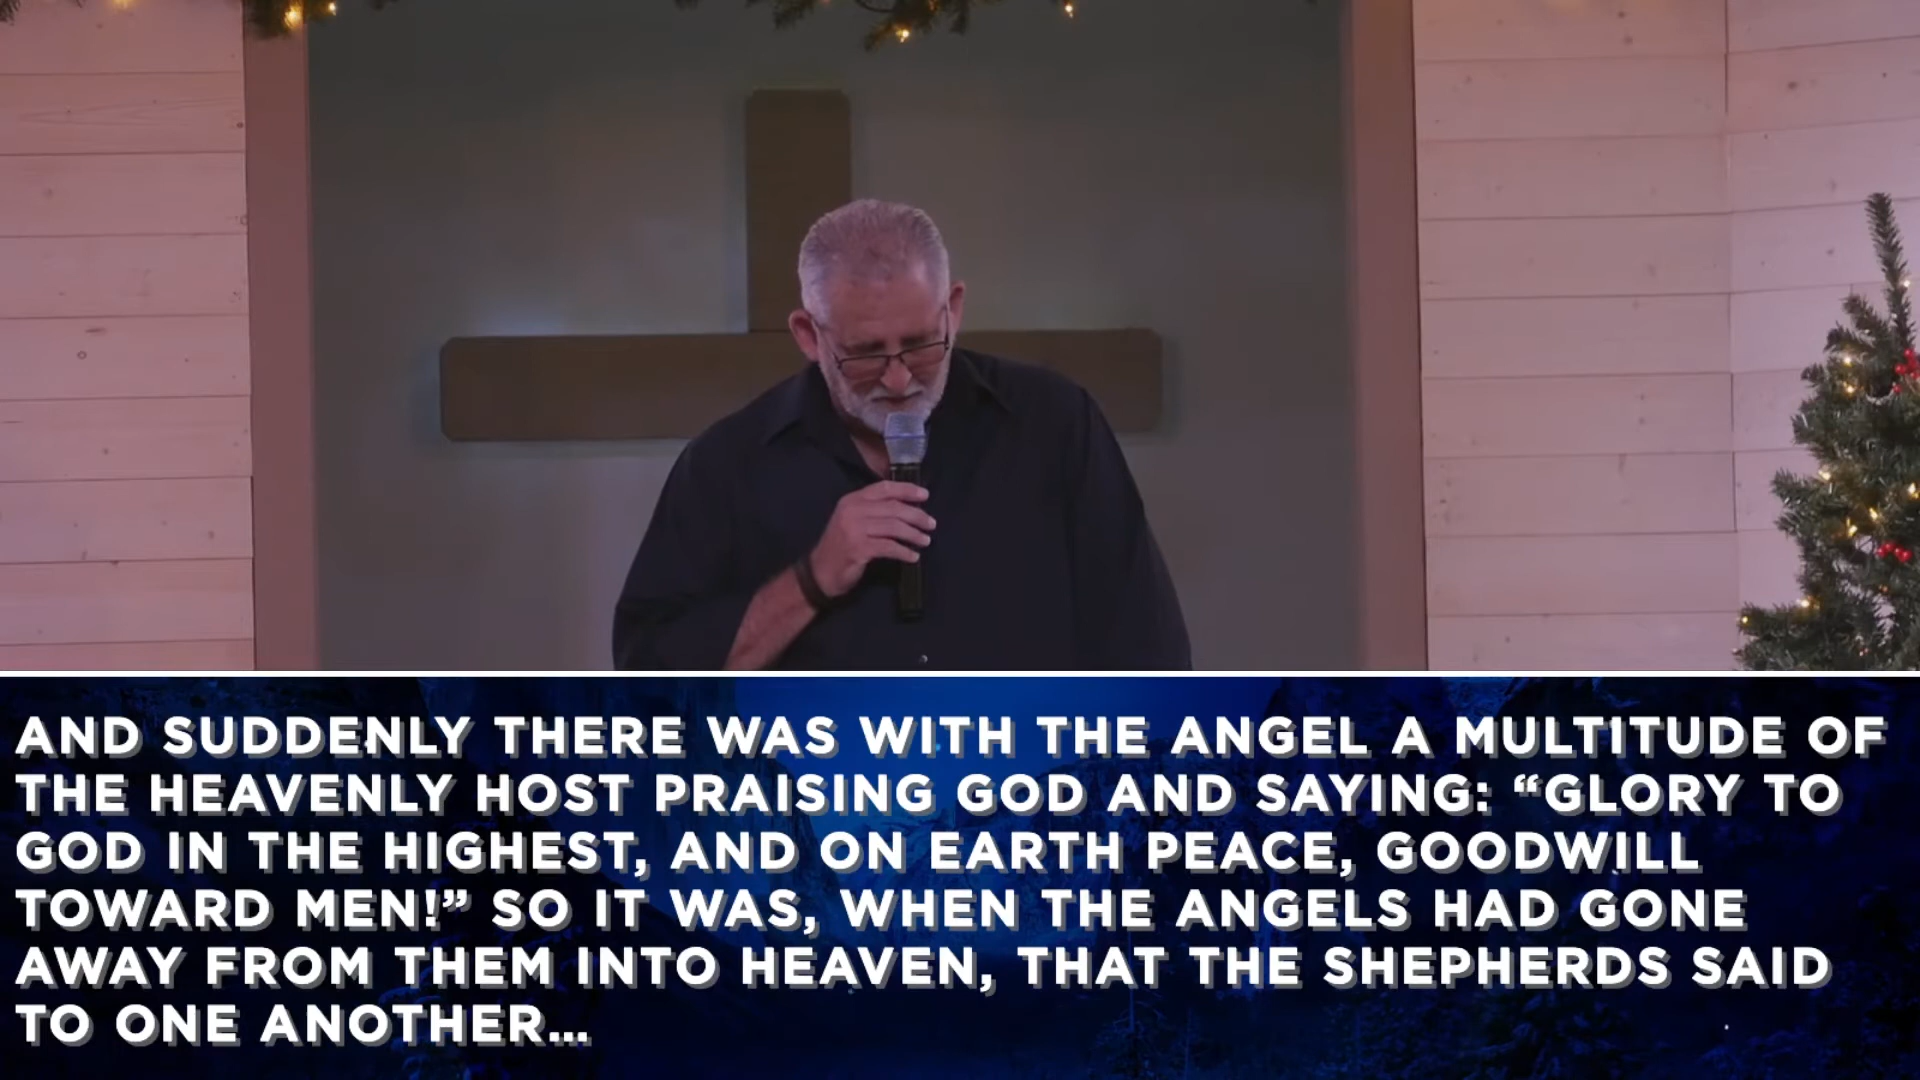 AND SUDDENLY THERE WAS WITH THE ANGEL A MULTITUDE OF
THE HEAVENLY HOST PRAISING GOD AND SAYING: “GLORY TO
GOD IN THE HIGHEST, AND ON EARTH PEACE, GOODWILL
TOWARD MEN!” SO IT WAS, WHEN THE ANGELS HAD GONE
AWAY FROM THEM INTO HEAVEN, THAT THE SHEPHERDS SAID
TO ONE ANOTHER...